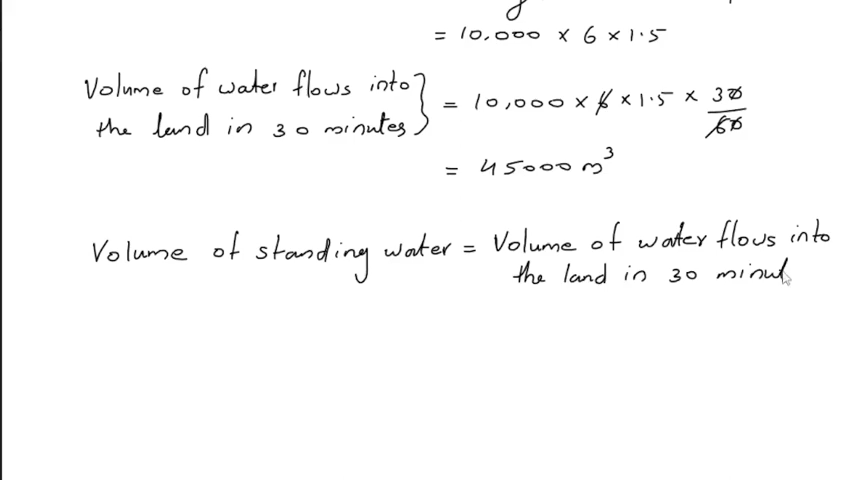 = 10,000 × 6 × 1.5
Volume of water flows into
the land in 30 minutes } = 10,000 × 6 × 1.5 × 30/60
= 45000 m³
Volume of standing water = Volume of water flows into
the land in 30 minut